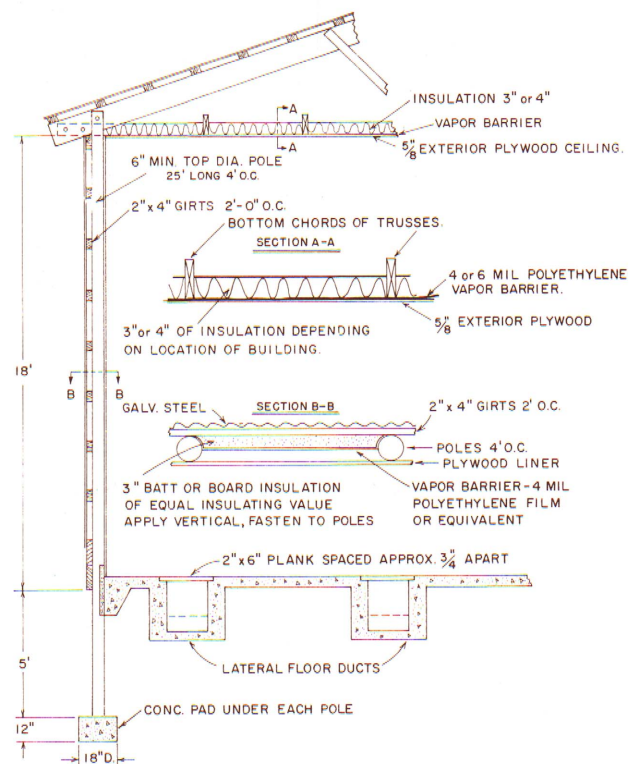 A
A
INSULATION 3" or 4"
VAPOR BARRIER
5/8 EXTERIOR PLYWOOD CEILING.
6" MIN. TOP DIA. POLE
25' LONG 4' O.C.
2" x 4" GIRTS 2'-0" O.C.
BOTTOM CHORDS OF TRUSSES.
SECTION A-A
4 or 6 MIL POLYETHYLENE
VAPOR BARRIER.
5/8" EXTERIOR PLYWOOD
3" or 4" OF INSULATION DEPENDING
ON LOCATION OF BUILDING.
18'
B
B
GALV. STEEL
SECTION B-B
2" x 4" GIRTS 2' O.C.
POLES 4' O.C.
PLYWOOD LINER
3" BATT OR BOARD INSULATION
OF EQUAL INSULATING VALUE
APPLY VERTICAL, FASTEN TO POLES
VAPOR BARRIER-4 MIL
POLYETHYLENE FILM
OR EQUIVALENT
2" x 6" PLANK SPACED APPROX. 3/4" APART
LATERAL FLOOR DUCTS
5'
CONC. PAD UNDER EACH POLE
12"
18" D.